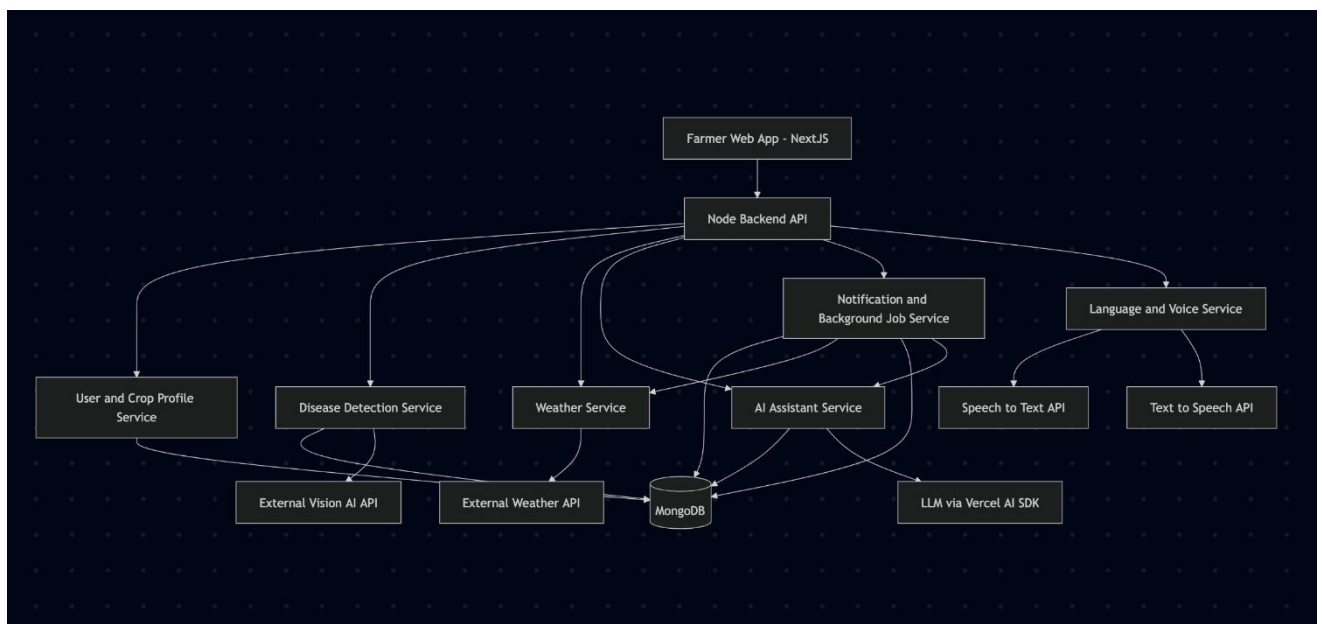 Farmer Web App - NextJS
Node Backend API
Notification and
Background Job Service
Language and Voice Service
User and Crop Profile
Service
Disease Detection Service
Weather Service
AI Assistant Service
Speech to Text API
Text to Speech API
External Vision AI API
External Weather API
MongoDB
LLM via Vercel AI SDK